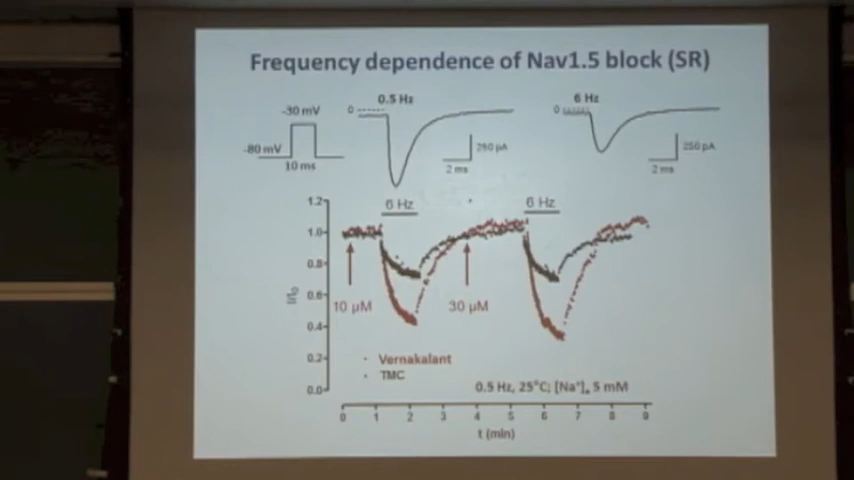 Frequency dependence of Nav1.5 block (SR)
-30 mV
-80 mV
10 ms
0
0.5 Hz
250 pA
2 ms
0
6 Hz
250 pA
2 ms
1.2
1.0
0.8
0.6
0.4
0.2
0.0
I/I0
6 Hz
6 Hz
10 µM
30 µM
Vernakalant
TMC
0.5 Hz, 25°C; [Na+]o 5 mM
0 1 2 3 4 5 6 7 8 9
t (min)